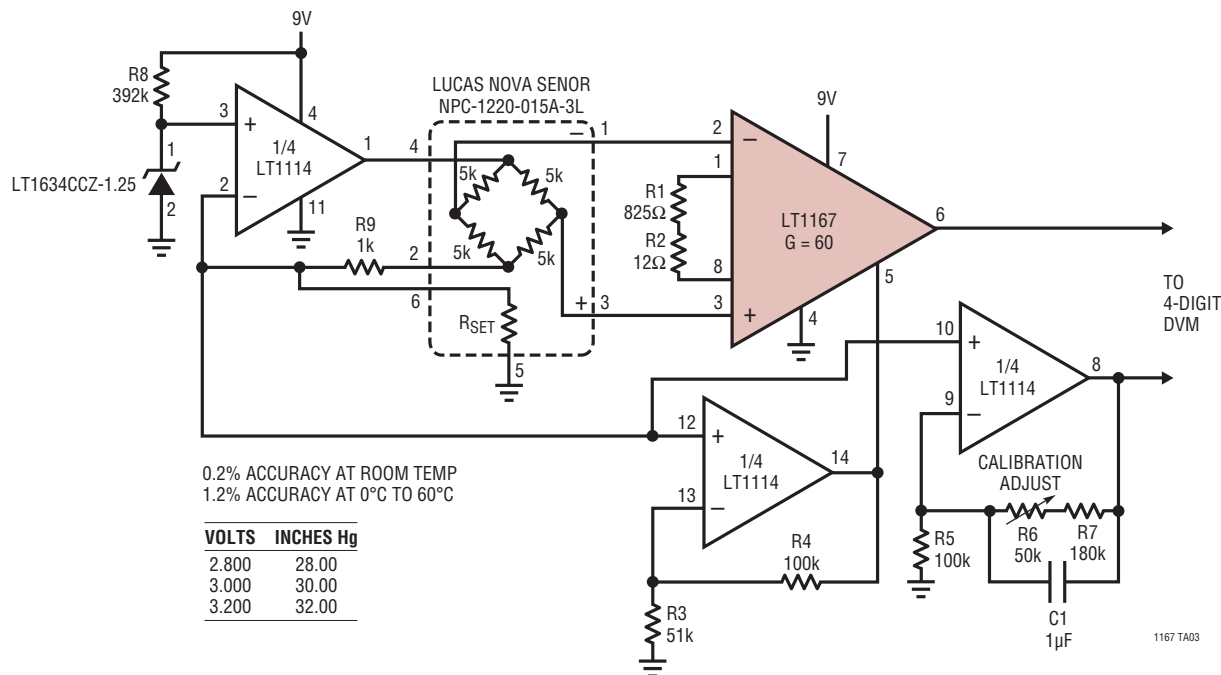 9V
R8
392k
3
+
4
1/4
LT1114
1
1
LT1634CCZ-1.25
2
2
–
11
LUCAS NOVA SENOR
NPC-1220-015A-3L
4
– 1
5k
5k
5k
5k
R9
1k
2
6
+ 3
RSET
5
9V
2
–
7
1
R1
825Ω
LT1167
G = 60
6
R2
12Ω
8
5
3
+
4
TO
4-DIGIT
DVM
10
+
1/4
LT1114
8
9
–
12
+
1/4
LT1114
14
13
–
CALIBRATION
ADJUST
R4
100k
R5
100k
R6
50k
R7
180k
R3
51k
C1
1µF
0.2% ACCURACY AT ROOM TEMP
1.2% ACCURACY AT 0°C TO 60°C
VOLTS INCHES Hg
2.800 28.00
3.000 30.00
3.200 32.00
1167 TA03